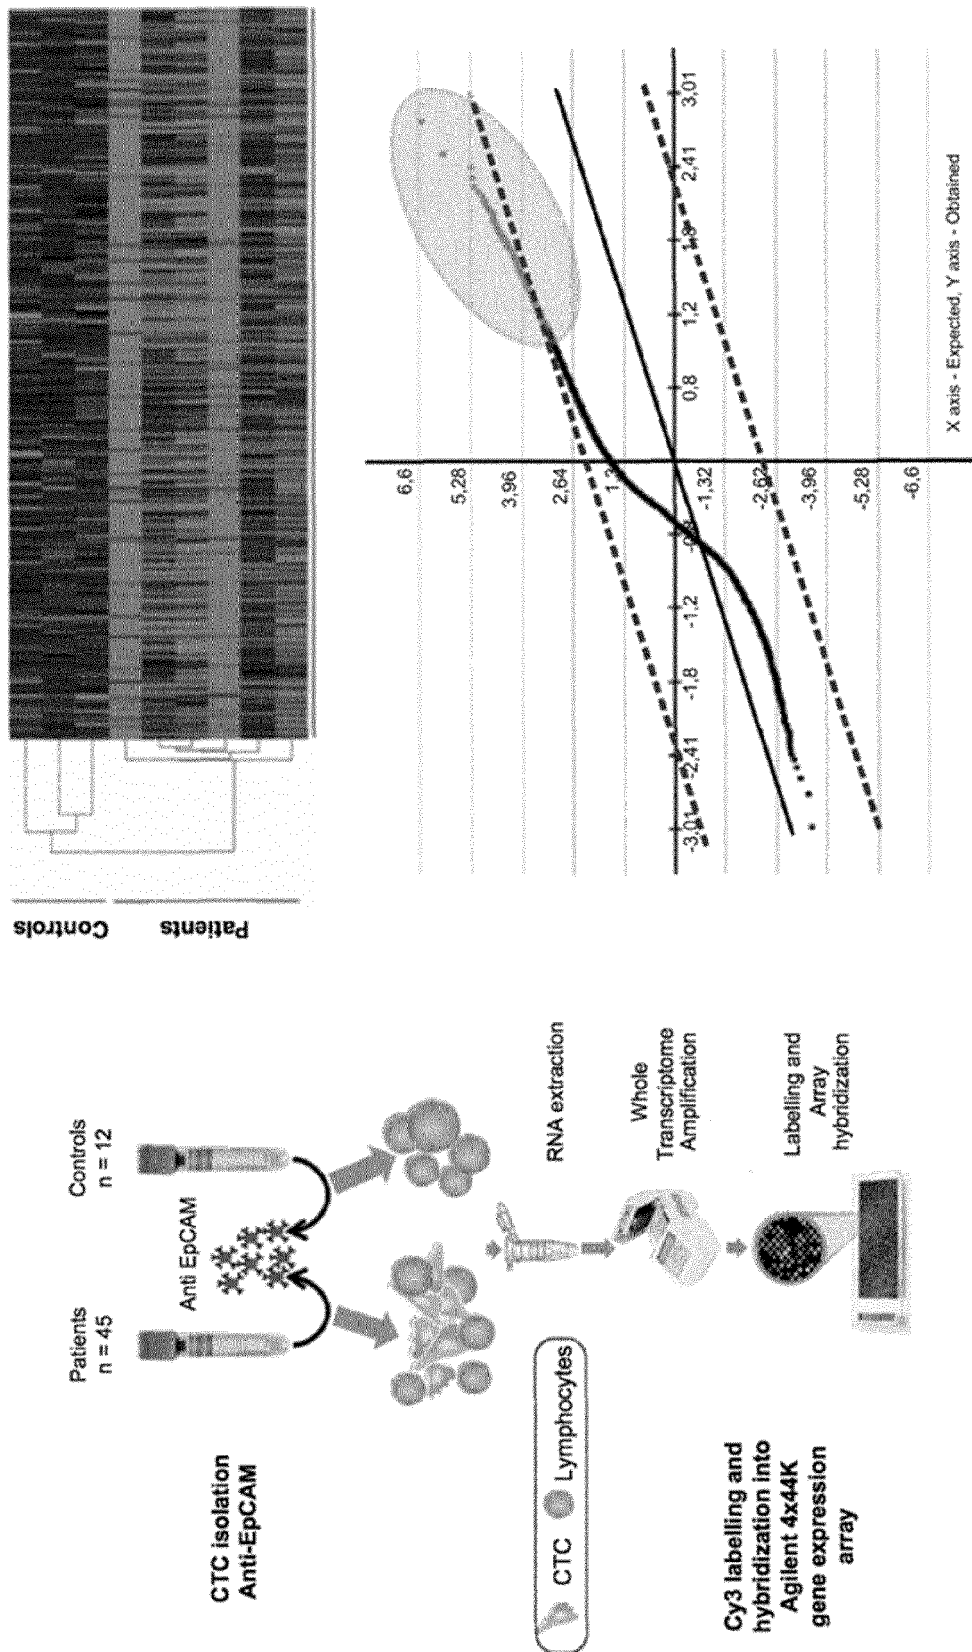 CTC isolation
Anti-EpCAM
Patients
n = 45
Controls
n = 12
Anti EpCAM
CTC
Lymphocytes
RNA extraction
Whole
Transcriptome
Amplification
Labelling and
Array
hybridization
Cy3 labelling and
hybridization into
Agilent 4x44K
gene expression
array
Controls
Patients
6,6
5,28
3,96
2,64
-1,32
-2,62
-3,96
-5,28
-6,6
-3,01
-2,41
-1,8
-1,2
0,8
1,2
1,8
2,41
3,01
X axis - Expected, Y axis - Obtained